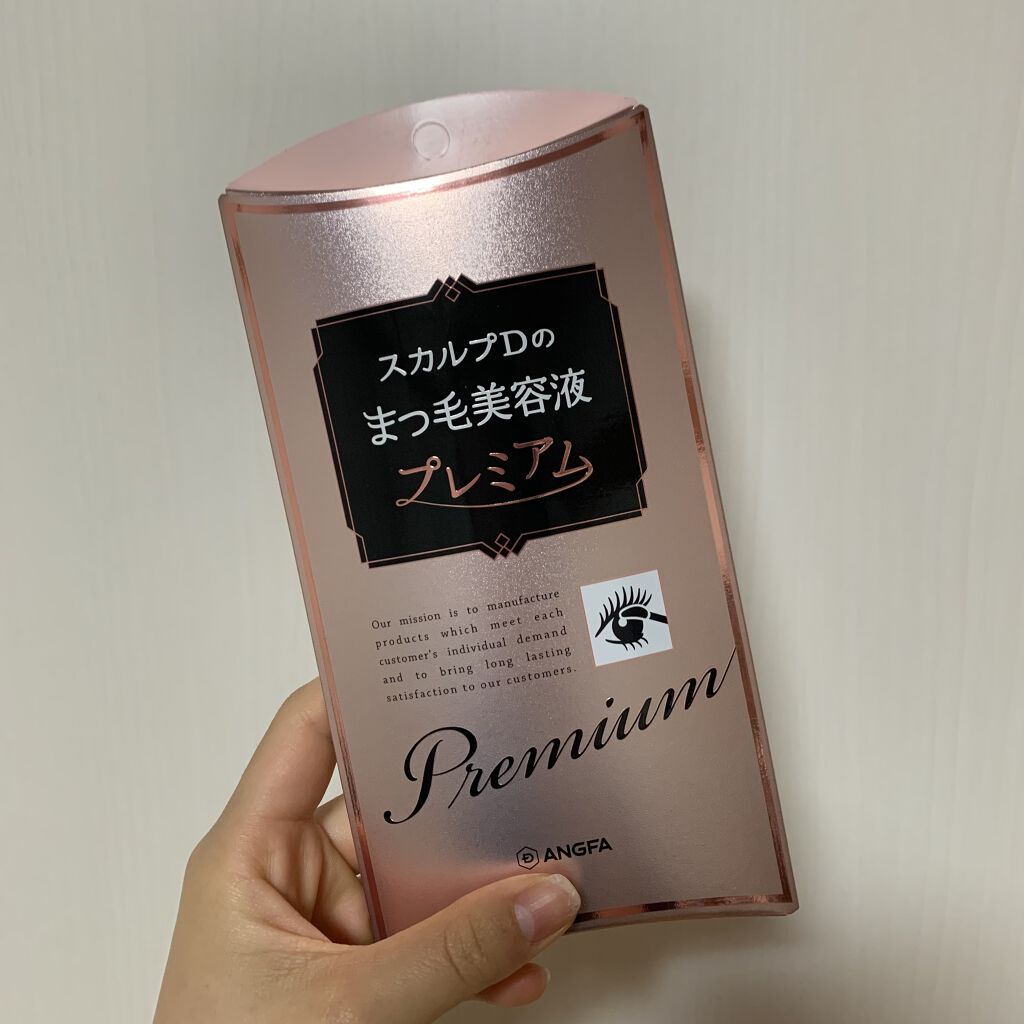 スカルプDの
まつ毛美容液
プレミアム
Our mission is to manufacture
products which meet each
customer's individual demand
and to bring long lasting
satisfaction to our customers.
Premium
Ð ANGFA